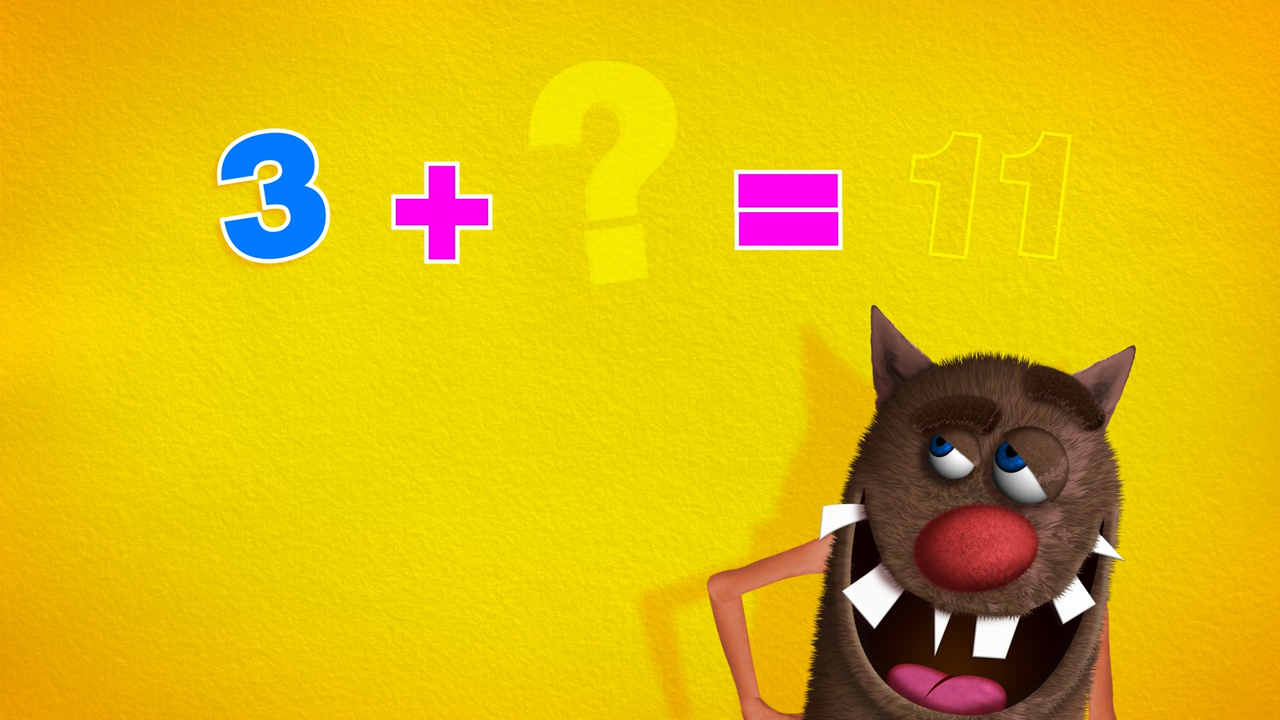 3 + ? = 11